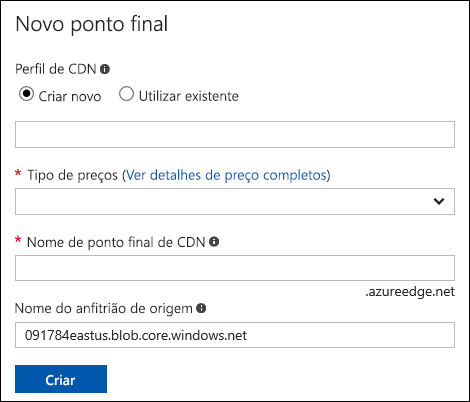 Novo ponto final
Perfil de CDN
Criar novo Utilizar existente
* Tipo de preços (Ver detalhes de preço completos)
* Nome de ponto final de CDN
.azureedge.net
Nome do anfitrião de origem
091784eastus.blob.core.windows.net
Criar